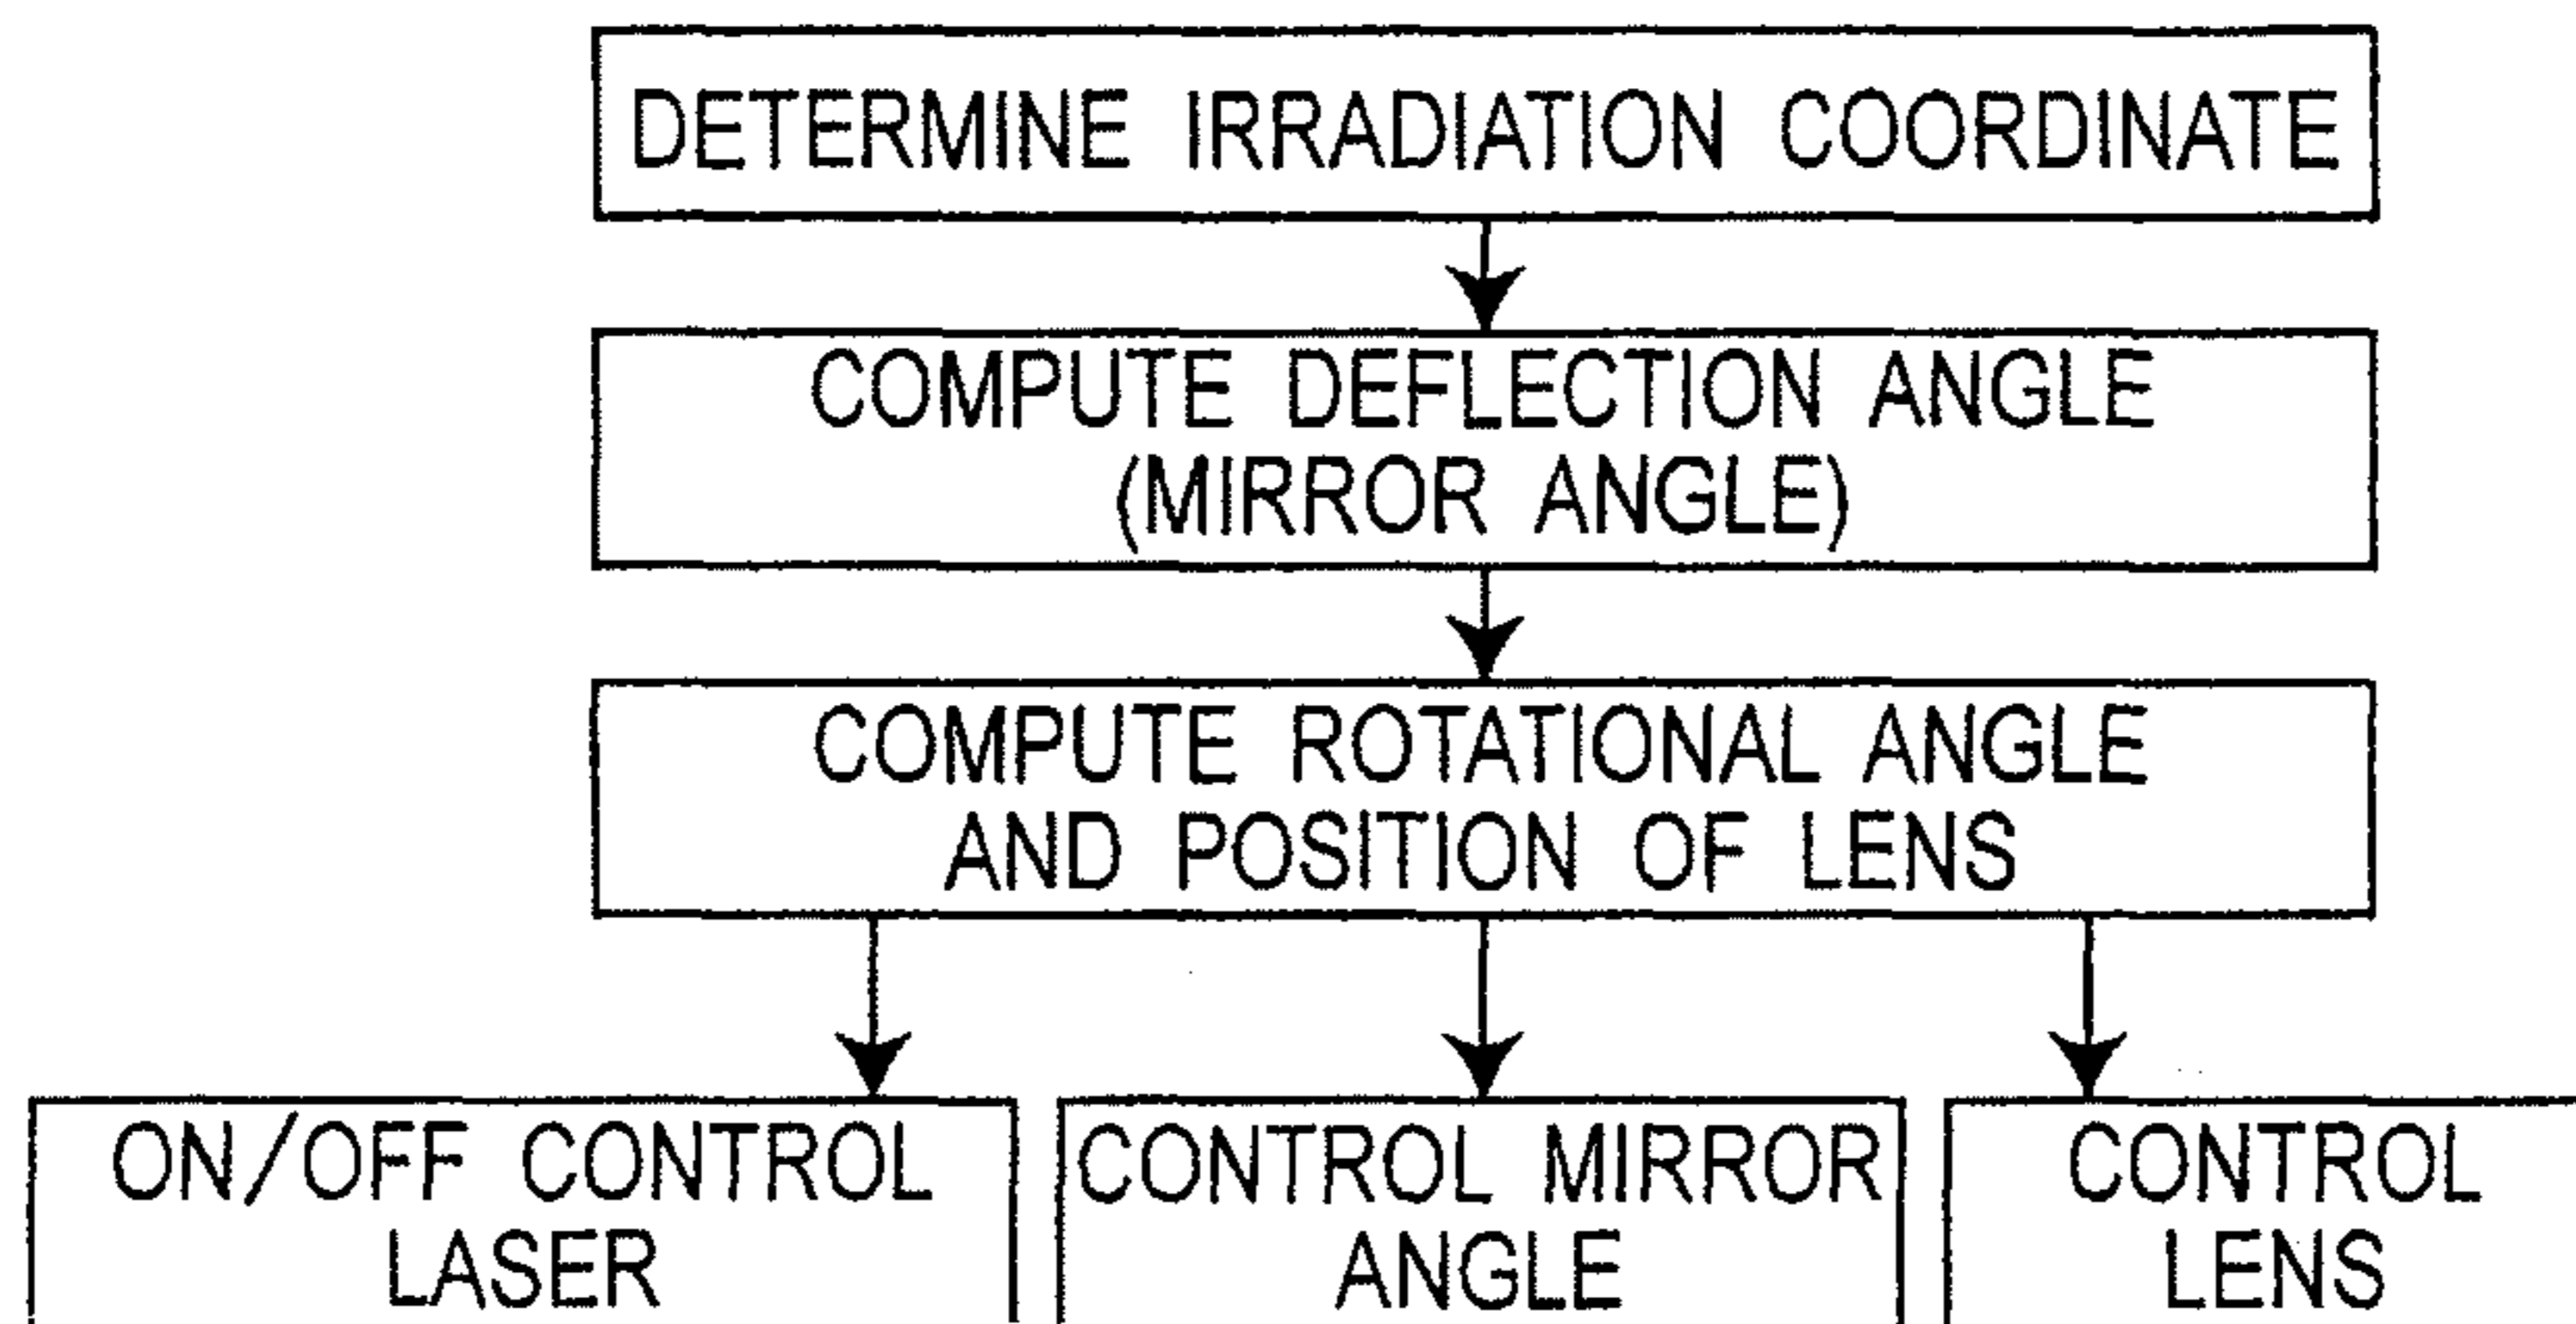 DETERMINE IRRADIATION COORDINATE
COMPUTE DEFLECTION ANGLE
(MIRROR ANGLE)
COMPUTE ROTATIONAL ANGLE
AND POSITION OF LENS
ON/OFF CONTROL
LASER
CONTROL MIRROR
ANGLE
CONTROL
LENS